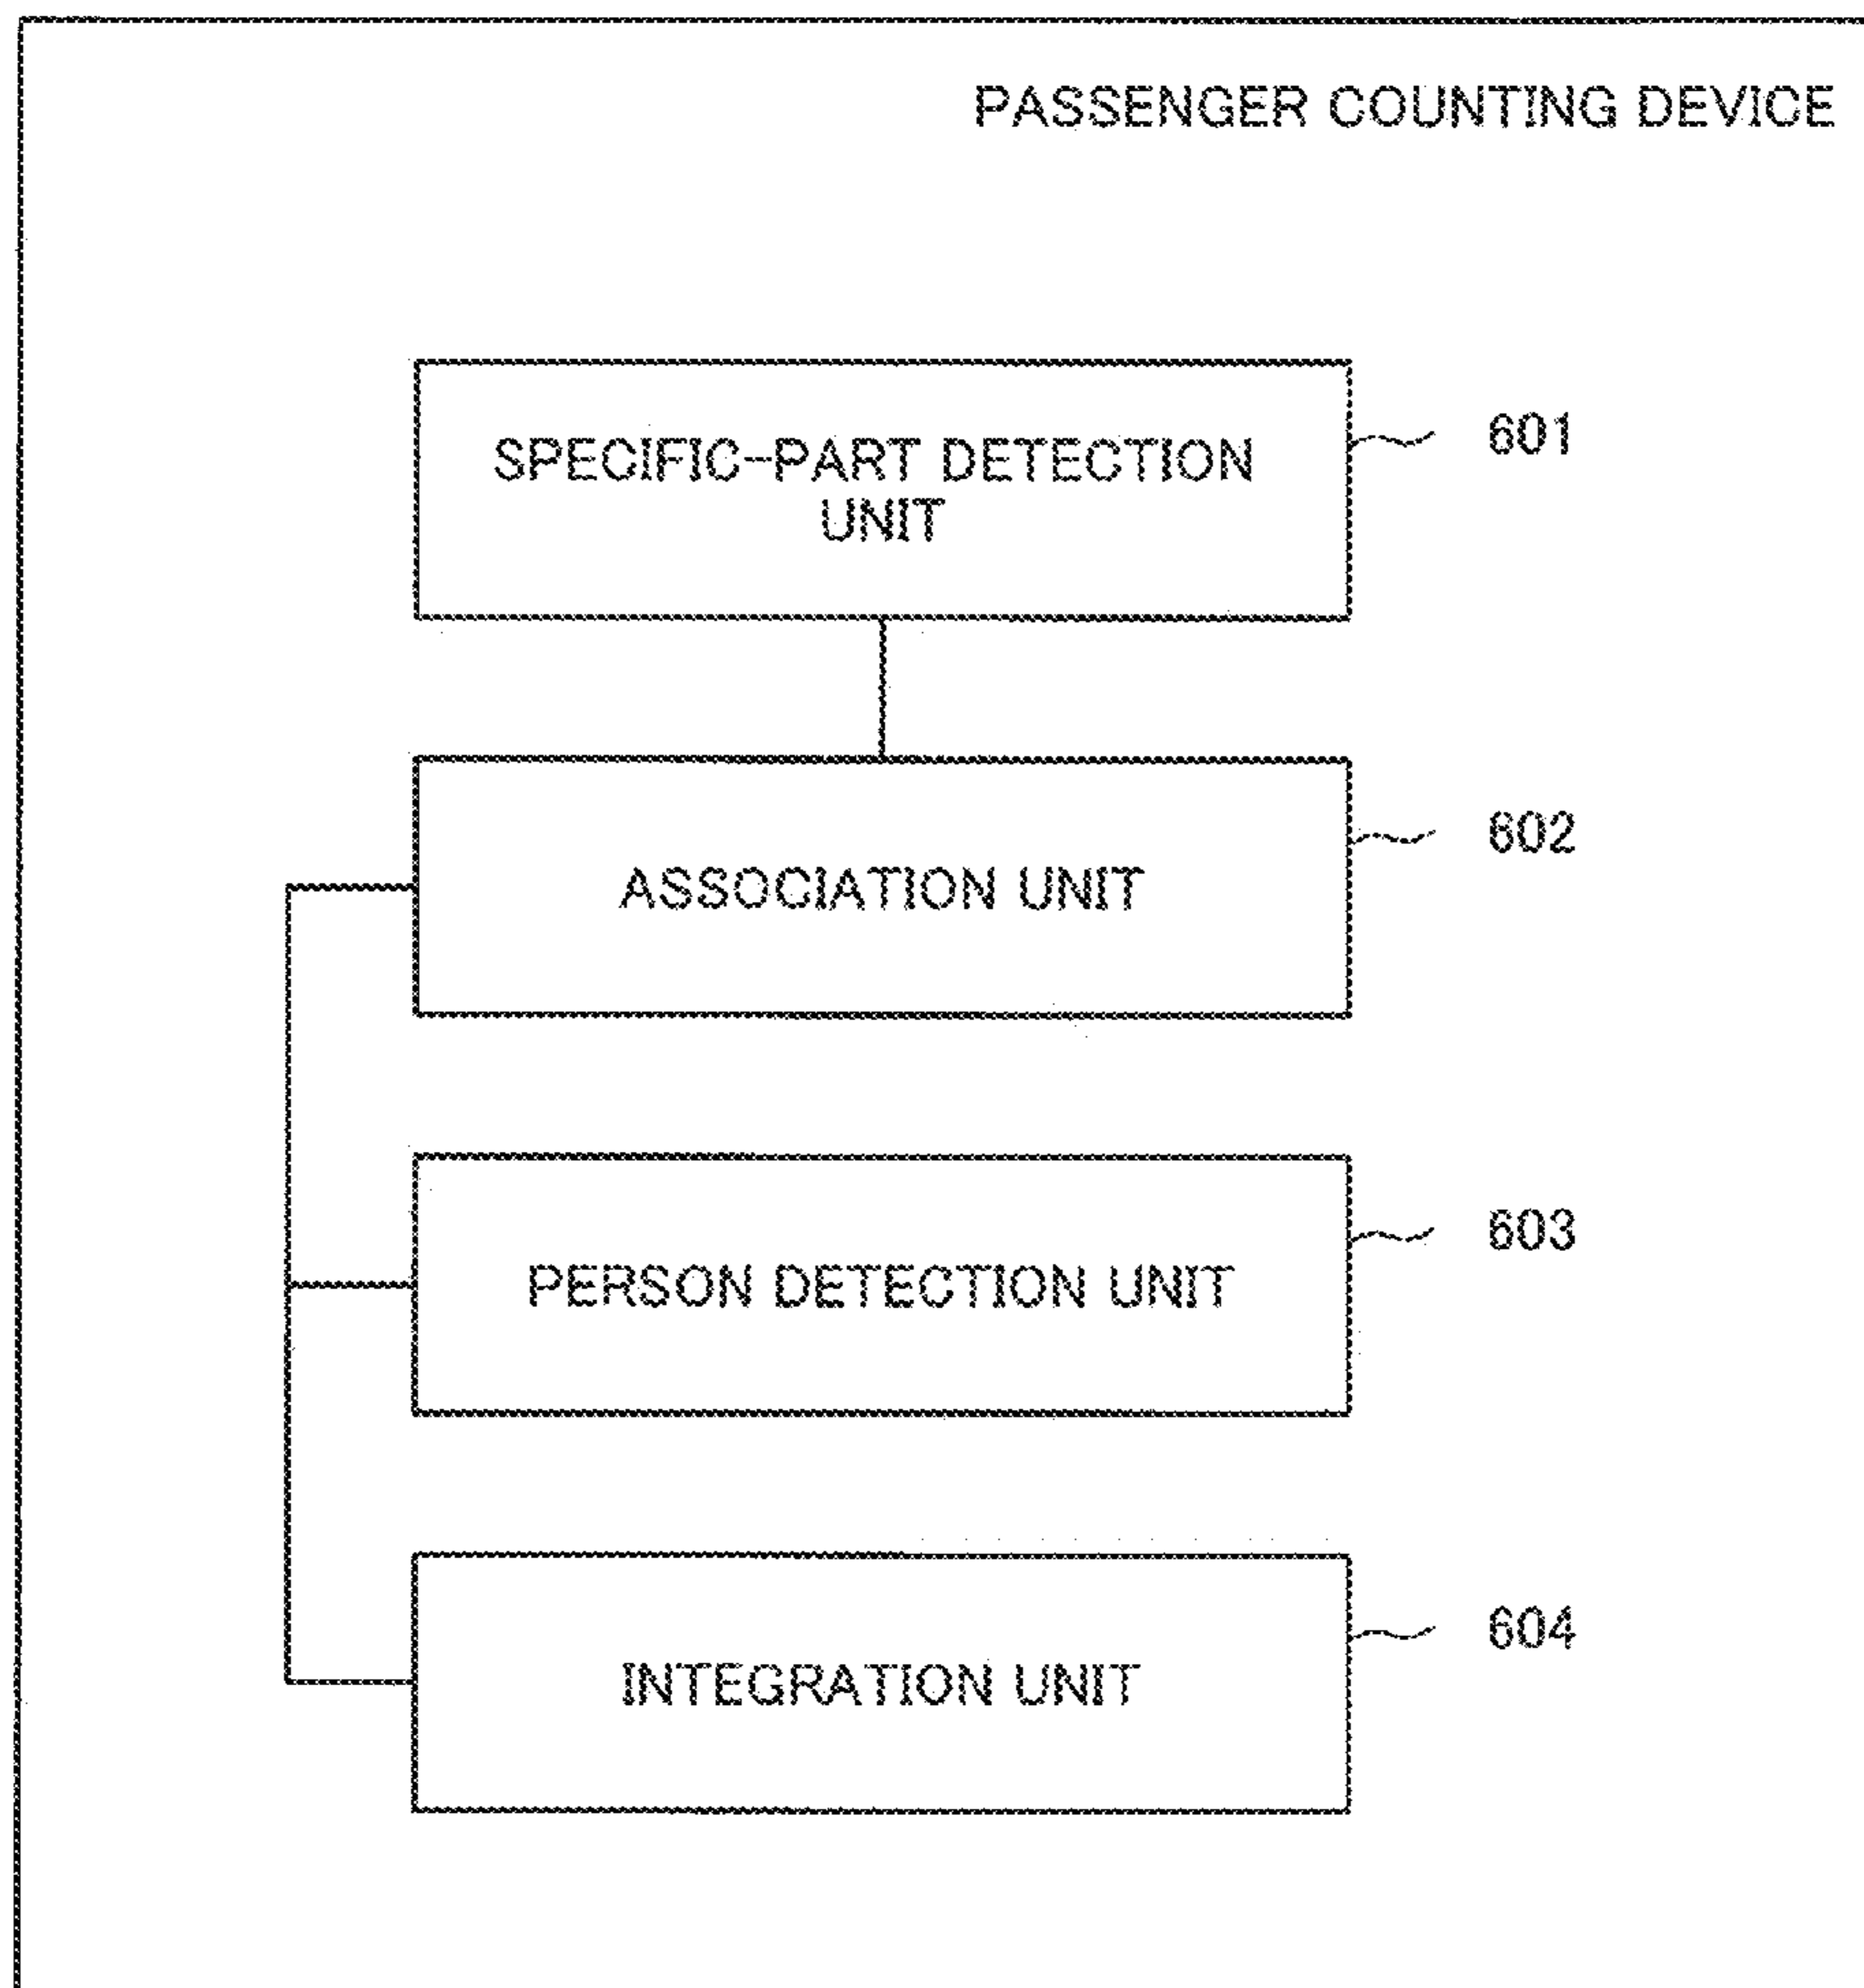 PASSENGER COUNTING DEVICE
SPECIFIC-PART DETECTION
UNIT
601
ASSOCIATION UNIT
602
PERSON DETECTION UNIT
603
INTEGRATION UNIT
604